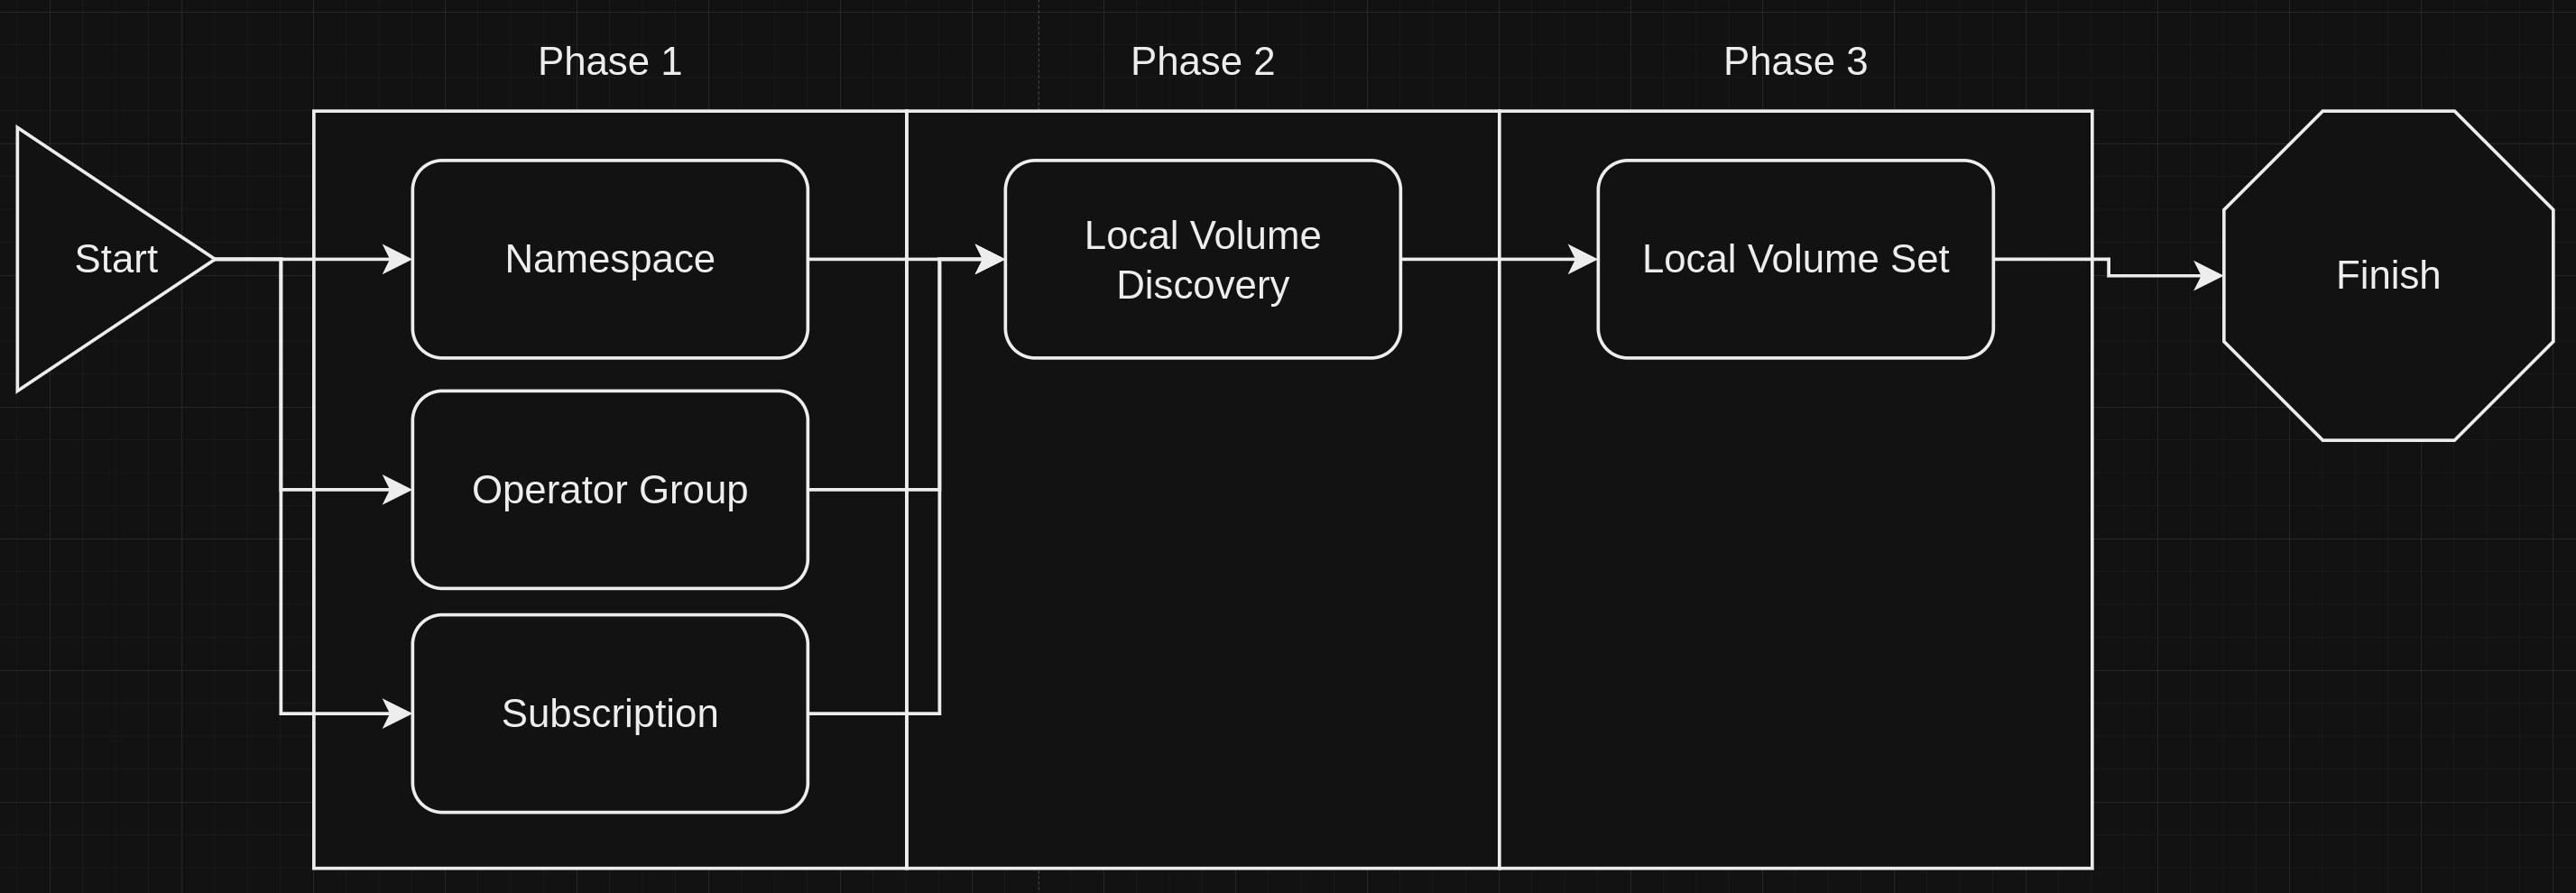 Phase 1
Phase 2
Phase 3
Start
Namespace
Local Volume
Discovery
Local Volume Set
Finish
Operator Group
Subscription